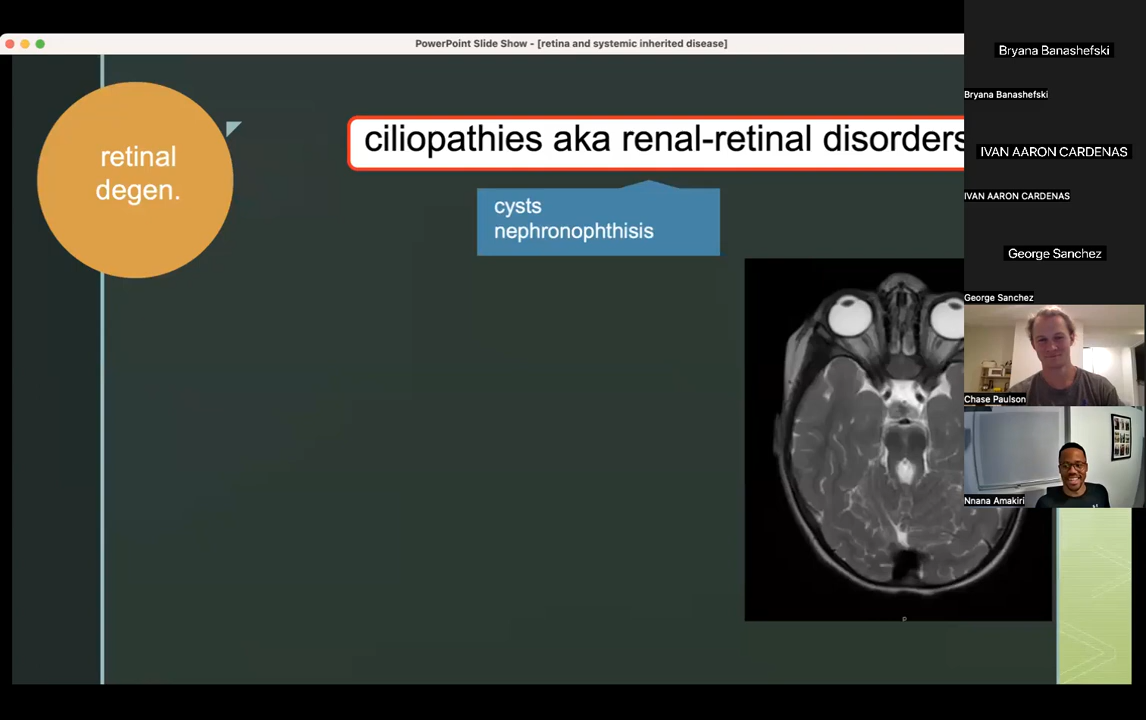 PowerPoint Slide Show - [retina and systemic inherited disease]
retinal
degen.
ciliopathies aka renal-retinal disorders
cysts
nephronophthisis
P
Bryana Banashefski
Bryana Banashefski
IVAN AARON CARDENAS
IVAN AARON CARDENAS
George Sanchez
George Sanchez
Chase Paulson
Nnana Amakiri